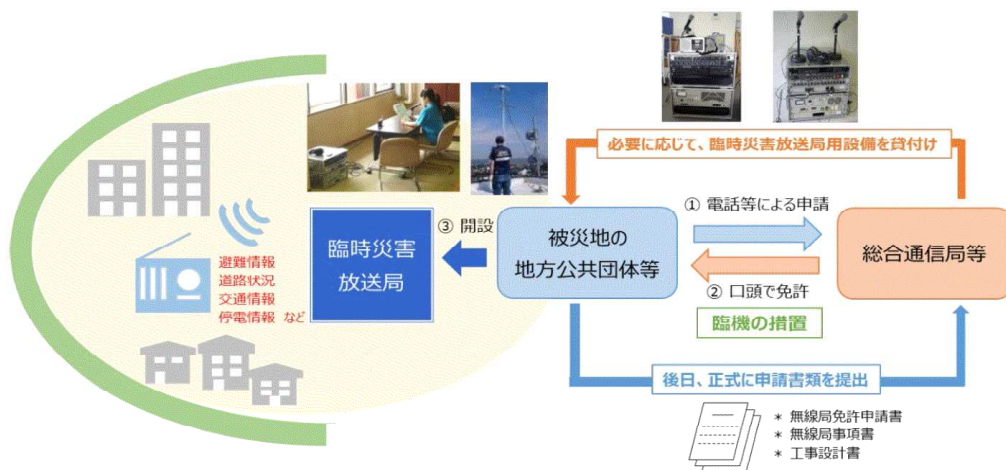 必要に応じて、臨時災害放送局用設備を貸付け
① 電話等による申請
③ 開設
臨時災害
放送局
被災地の
地方公共団体等
総合通信局等
② 口頭で免許
臨機の措置
避難情報
道路状況
交通情報
停電情報 など
後日、正式に申請書類を提出
* 無線局免許申請書
* 無線局事項書
* 工事設計書